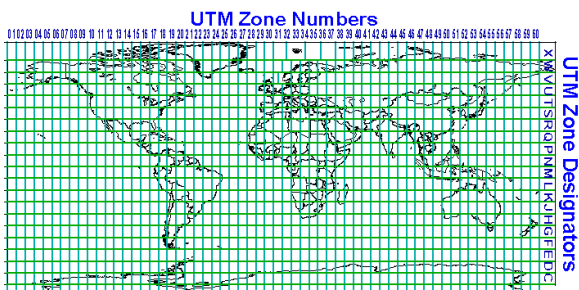 UTM Zone Numbers
01 02 03 04 05 06 07 08 09 10 11 12 13 14 15 16 17 18 19 20 21 22 23 24 25 26 27 28 29 30 31 32 33 34 35 36 37 38 39 40 41 42 43 44 45 46 47 48 49 50 51 52 53 54 55 56 57 58 59 60
X W V U T S R Q P N M L K J H G F E D C
UTM Zone Designators